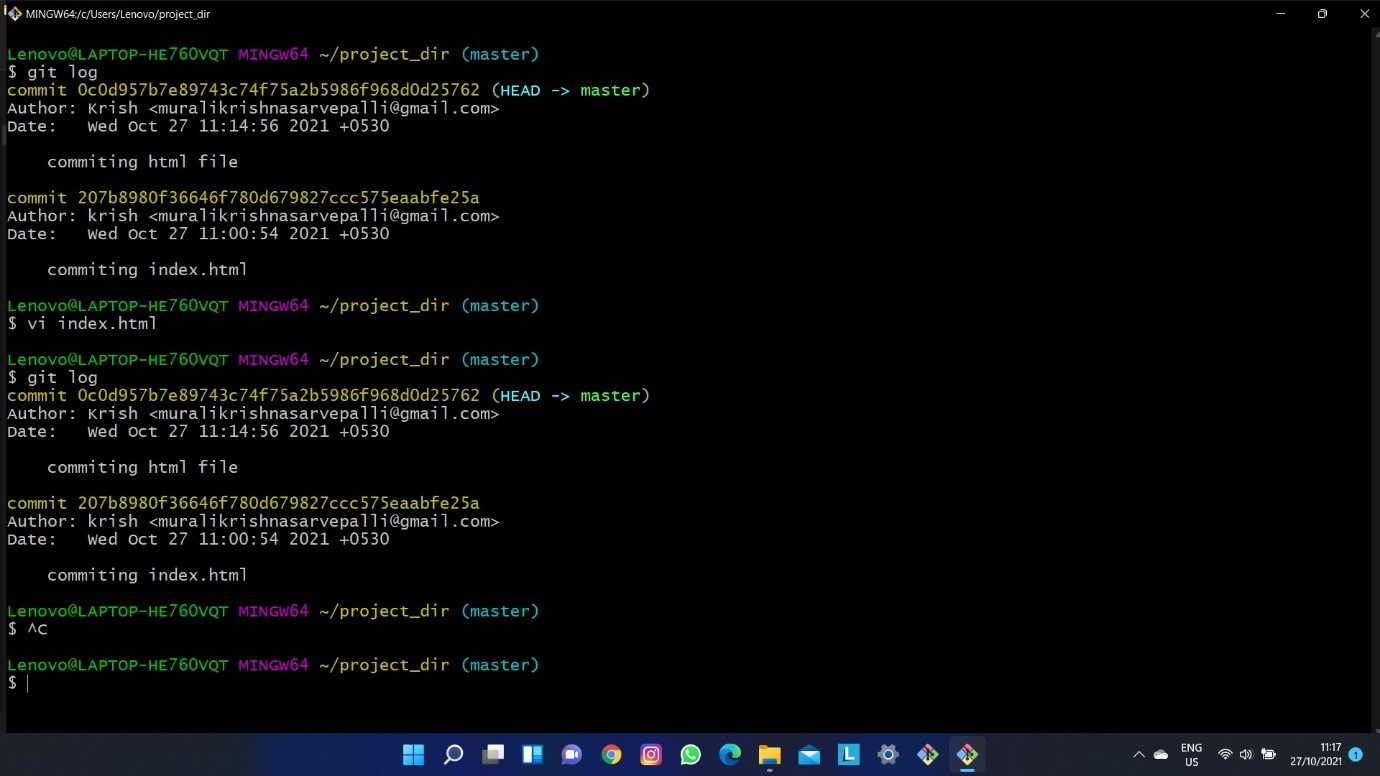 MINGW64:/c/Users/Lenovo/project_dir
Lenovo@LAPTOP-HE760VQT MINGW64 ~/project_dir (master)
$ git log
commit 0c0d957b7e89743c74f75a2b5986f968d0d25762 (HEAD -> master)
Author: Krish <muralikrishnasarvepalli@gmail.com>
Date:   Wed Oct 27 11:14:56 2021 +0530
    commiting html file
commit 207b8980f36646f780d679827ccc575eaabfe25a
Author: krish <muralikrishnasarvepalli@gmail.com>
Date:   Wed Oct 27 11:00:54 2021 +0530
    commiting index.html
Lenovo@LAPTOP-HE760VQT MINGW64 ~/project_dir (master)
$ vi index.html
Lenovo@LAPTOP-HE760VQT MINGW64 ~/project_dir (master)
$ git log
commit 0c0d957b7e89743c74f75a2b5986f968d0d25762 (HEAD -> master)
Author: Krish <muralikrishnasarvepalli@gmail.com>
Date:   Wed Oct 27 11:14:56 2021 +0530
    commiting html file
commit 207b8980f36646f780d679827ccc575eaabfe25a
Author: krish <muralikrishnasarvepalli@gmail.com>
Date:   Wed Oct 27 11:00:54 2021 +0530
    commiting index.html
Lenovo@LAPTOP-HE760VQT MINGW64 ~/project_dir (master)
$ ^C
Lenovo@LAPTOP-HE760VQT MINGW64 ~/project_dir (master)
$
L
ENG
US
11:17
27/10/2021
1